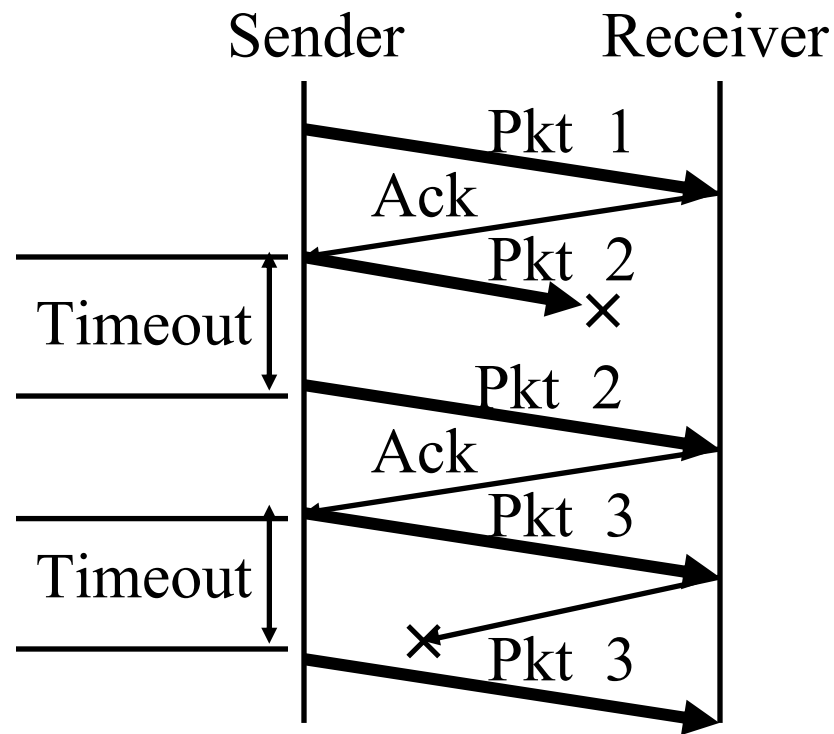 Sender Receiver
Pkt 1
Ack
Pkt 2
Timeout
Pkt 2
Ack
Pkt 3
Timeout
Pkt 3